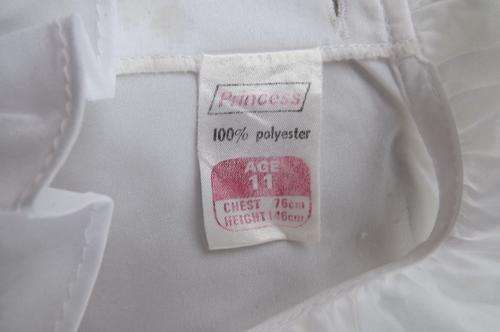 Princess
100% polyester
AGE
11
CHEST 76cm
HEIGHT 146cm